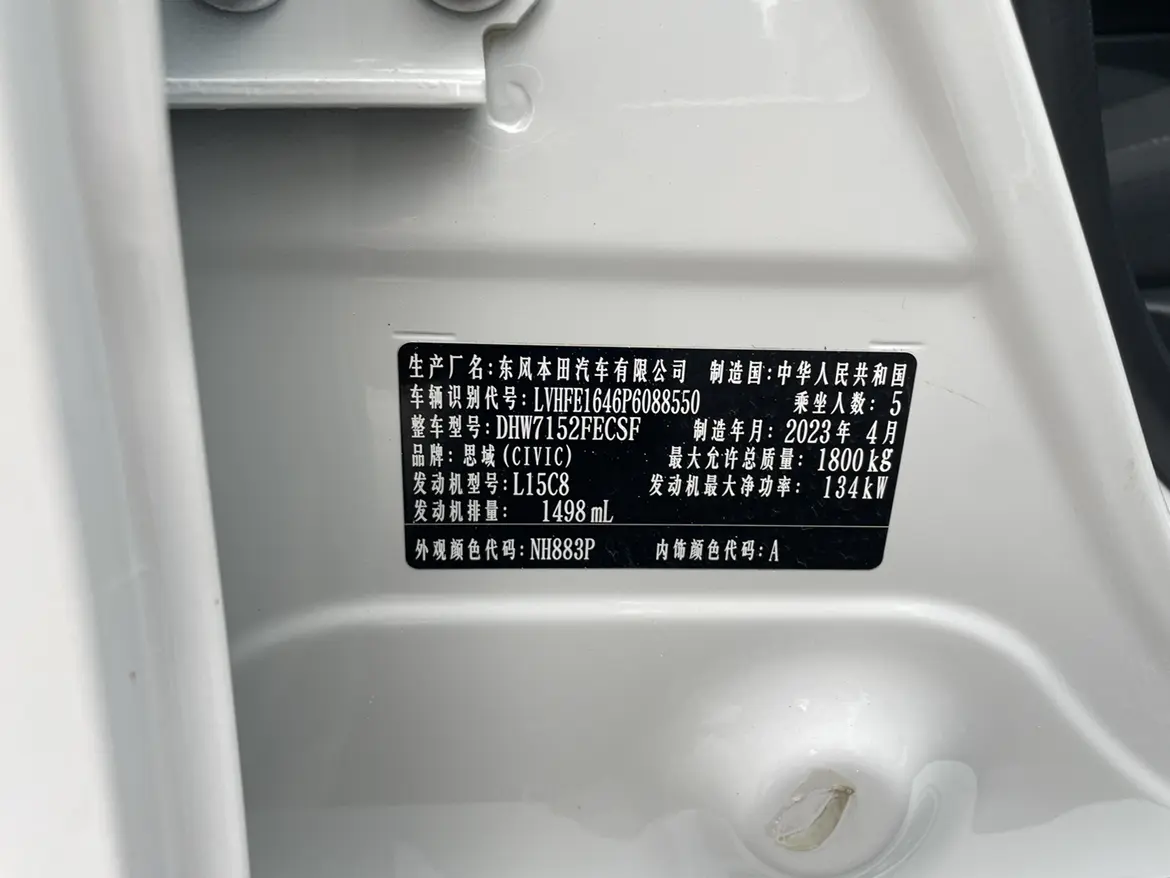 生产厂名:东风本田汽车有限公司 制造国:中华人民共和国
车辆识别代号:LVHFE1646P6088550 乘坐人数:5
整车型号:DHW7152FECSF 制造年月:2023年 4月
品牌:思域(CIVIC) 最大允许总质量:1800kg
发动机型号:L15C8 发动机最大净功率:134kW
发动机排量: 1498mL
外观颜色代码:NH883P 内饰颜色代码:A